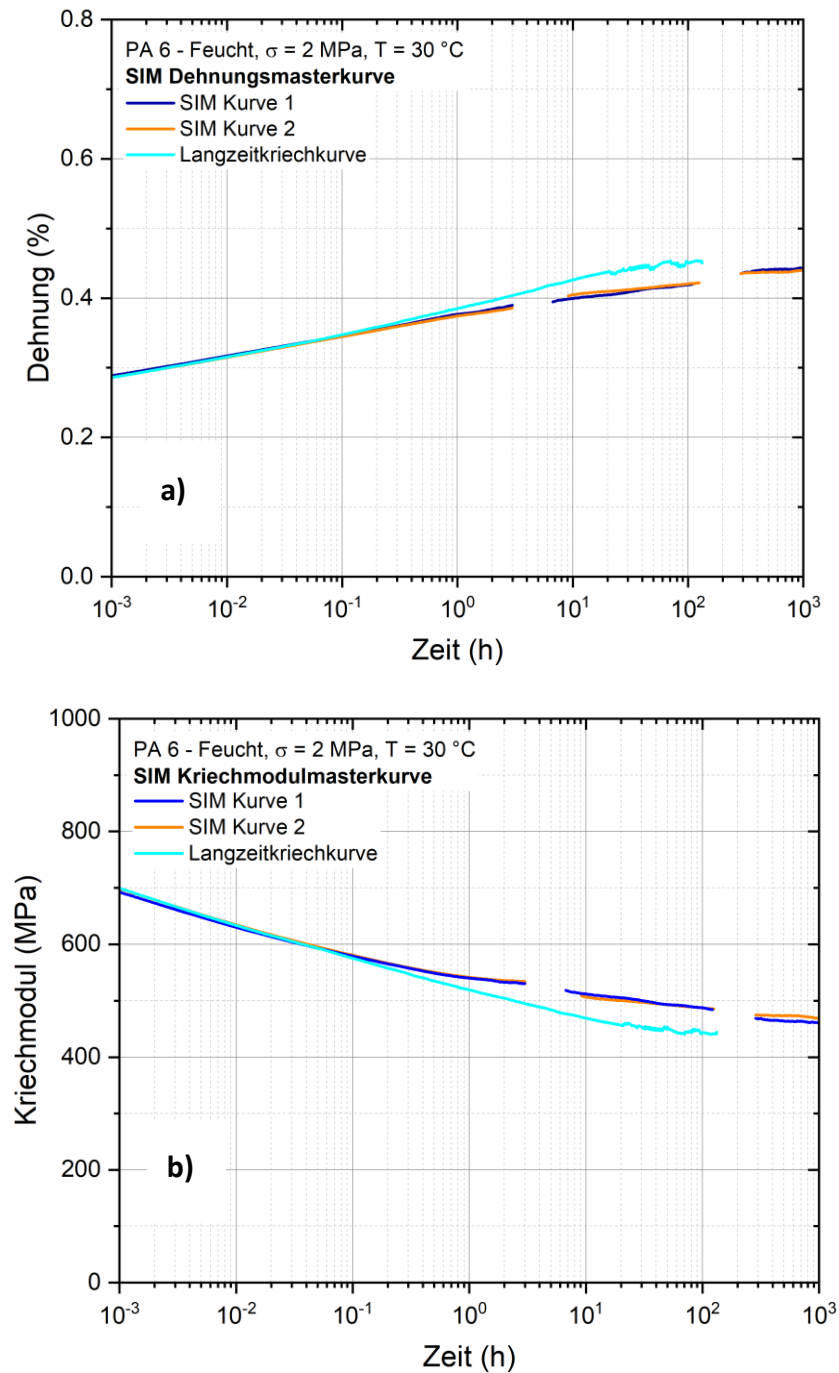 0.8
PA 6 - Feucht, σ = 2 MPa, T = 30 °C
SIM Dehnungsmasterkurve
SIM Kurve 1
SIM Kurve 2
Langzeitkriechkurve
0.6
0.4
0.2
0.0
Dehnung (%)
a)
10⁻³ 10⁻² 10⁻¹ 10⁰ 10¹ 10² 10³
Zeit (h)
1000
PA 6 - Feucht, σ = 2 MPa, T = 30 °C
SIM Kriechmodulmasterkurve
SIM Kurve 1
SIM Kurve 2
Langzeitkriechkurve
800
600
400
200
0
Kriechmodul (MPa)
b)
10⁻³ 10⁻² 10⁻¹ 10⁰ 10¹ 10² 10³
Zeit (h)